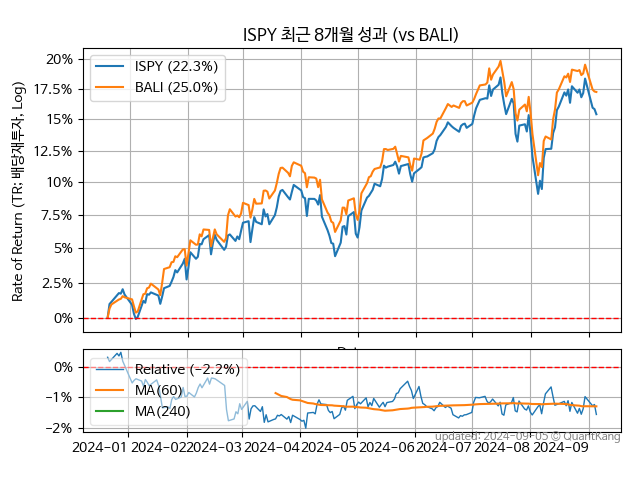 ISPY 최근 8개월 성과 (vs BALI)
Rate of Return (TR: 배당재투자, Log)
20%
17.5%
15%
12.5%
10%
7.5%
5%
2.5%
0%
ISPY (22.3%)
BALI (25.0%)
0%
−1%
−2%
Relative (−2.2%)
MA(60)
MA(240)
2024−01
2024−02
2024−03
2024−04
2024−05
2024−06
2024−07
2024−08
2024−09
updated: 2024−09−05 © QuantKang